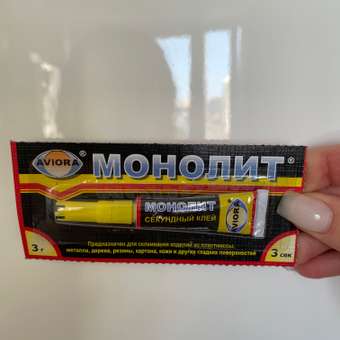 AVIORA®
МОНОЛИТ®
МОНОЛИТ
СЕКУНДНЫЙ КЛЕЙ
AVIORA
3 г
Предназначен для склеивания изделий из пластмассы,
металла, дерева, резины, картона, кожи и других гладких поверхностей
3 сек